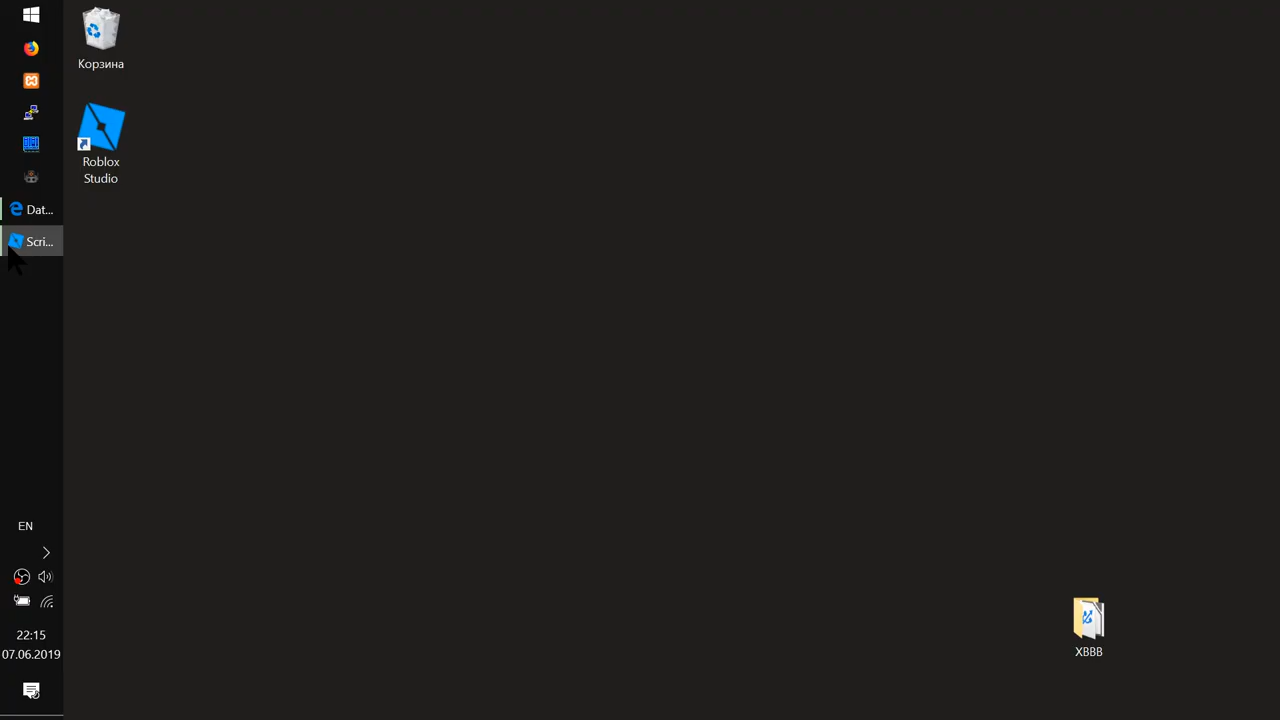 Корзина
Roblox
Studio
Dat...
Scri...
EN
22:15
07.06.2019
XBBB